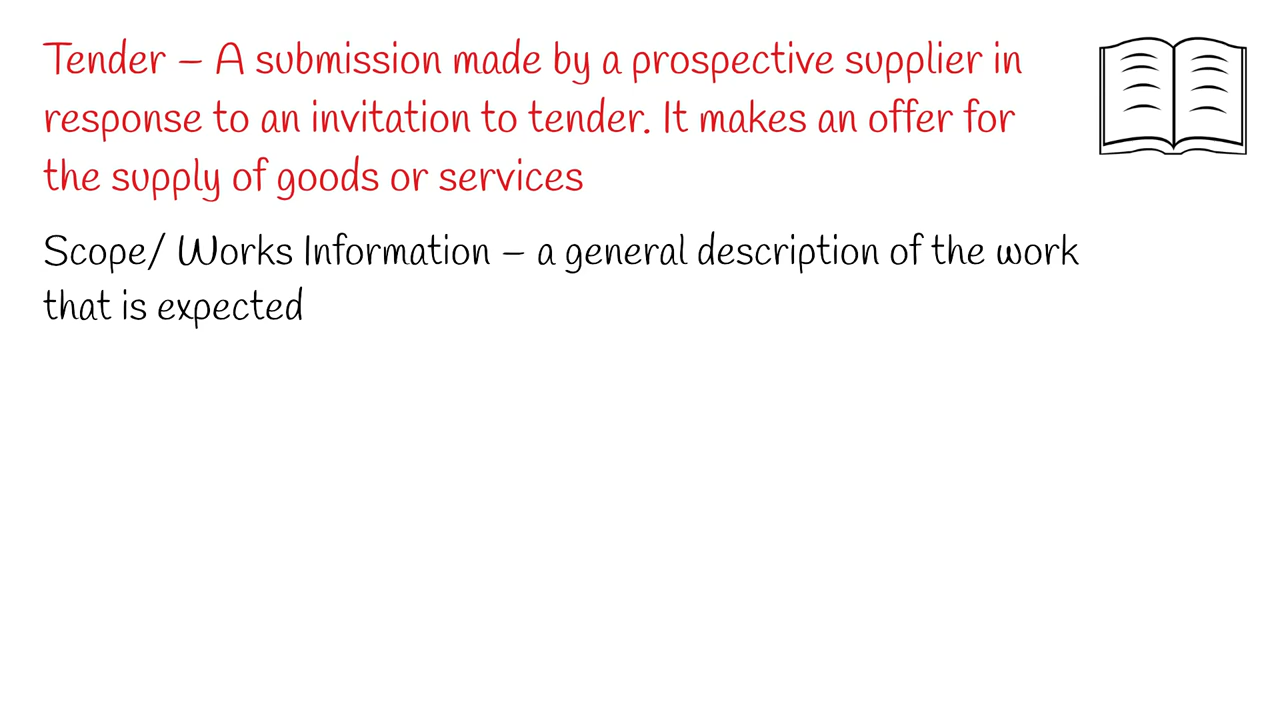 Tender – A submission made by a prospective supplier in
response to an invitation to tender. It makes an offer for
the supply of goods or services
Scope/ Works Information – a general description of the work
that is expected